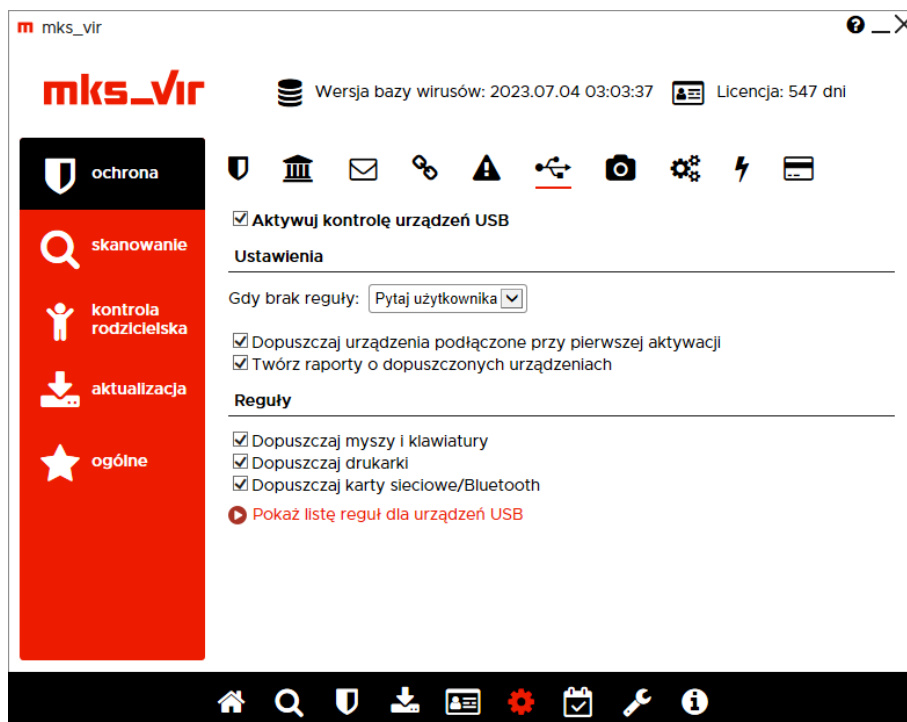 mks_vir
mks_vir
Wersja bazy wirusów: 2023.07.04 03:03:37
Licencja: 547 dni
ochrona
skanowanie
kontrola
rodzicielska
aktualizacja
ogólne
Aktywuj kontrolę urządzeń USB
Ustawienia
Gdy brak reguły: Pytaj użytkownika
Dopuszczaj urządzenia podłączone przy pierwszej aktywacji
Twórz raporty o dopuszczonych urządzeniach
Reguły
Dopuszczaj myszy i klawiatury
Dopuszczaj drukarki
Dopuszczaj karty sieciowe/Bluetooth
Pokaż listę reguł dla urządzeń USB